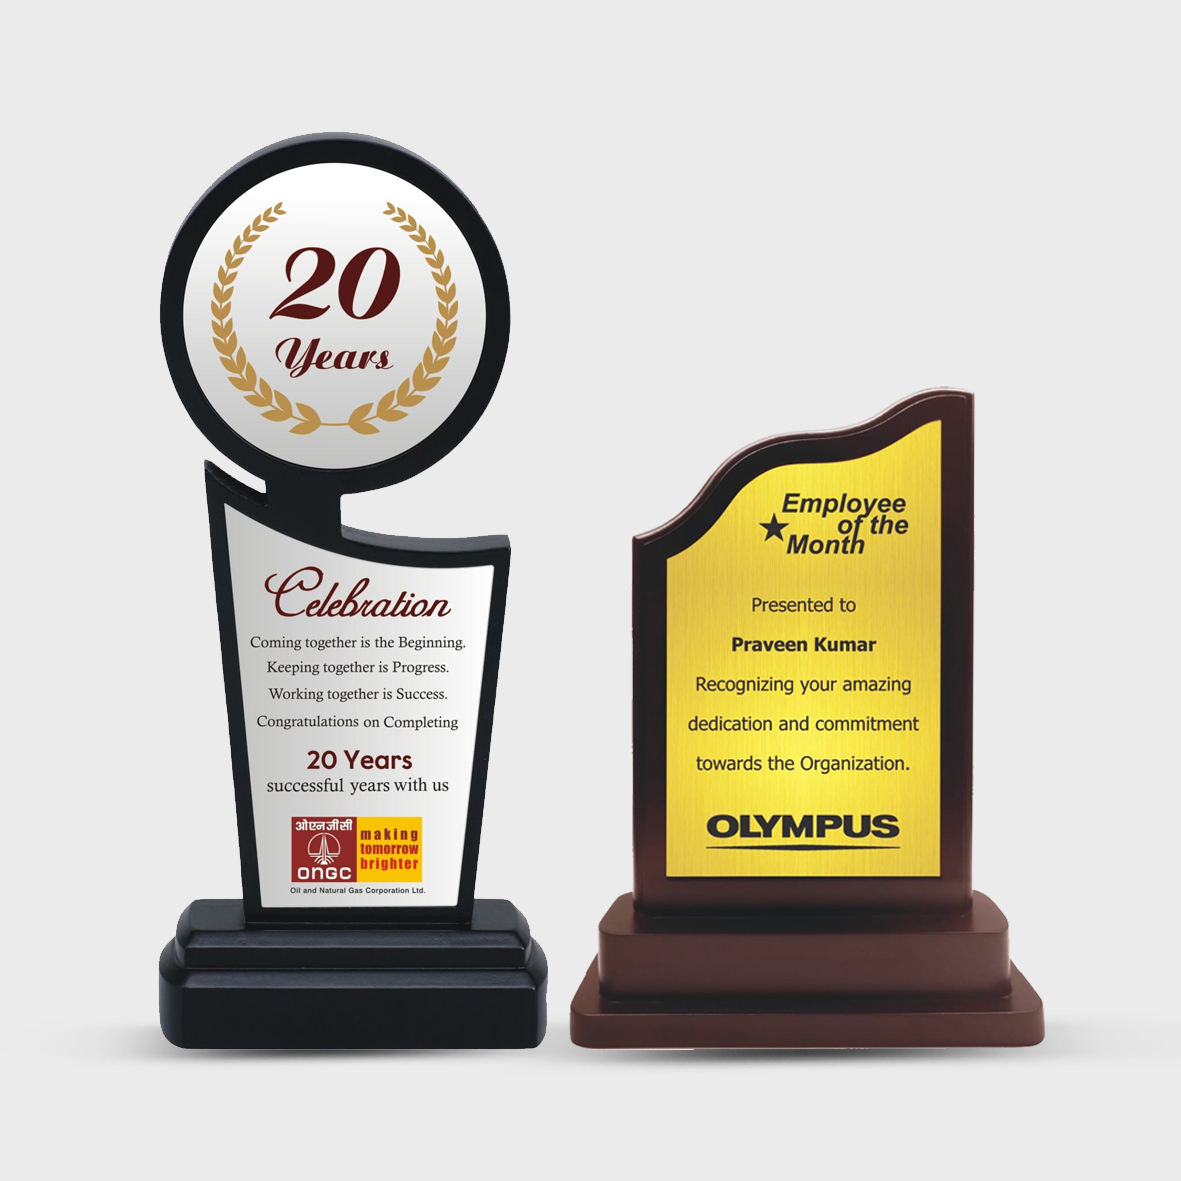 20
Years
Celebration
Coming together is the Beginning.
Keeping together is Progress.
Working together is Success.
Congratulations on Completing
20 Years
successful years with us
ओएनजीसी
ONGC
making
tomorrow
brighter
Oil and Natural Gas Corporation Ltd.
Employee
of the
Month
Presented to
Praveen Kumar
Recognizing your amazing
dedication and commitment
towards the Organization.
OLYMPUS